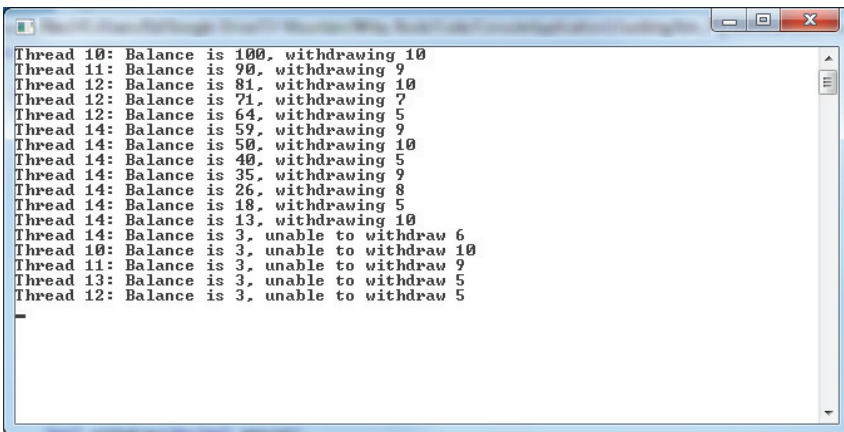 Thread 10: Balance is 100, withdrawing 10
Thread 11: Balance is 90, withdrawing 9
Thread 12: Balance is 81, withdrawing 10
Thread 12: Balance is 71, withdrawing 7
Thread 12: Balance is 64, withdrawing 5
Thread 14: Balance is 59, withdrawing 9
Thread 14: Balance is 50, withdrawing 10
Thread 14: Balance is 40, withdrawing 5
Thread 14: Balance is 35, withdrawing 9
Thread 14: Balance is 26, withdrawing 8
Thread 14: Balance is 18, withdrawing 5
Thread 14: Balance is 13, withdrawing 10
Thread 14: Balance is 3, unable to withdraw 6
Thread 10: Balance is 3, unable to withdraw 10
Thread 11: Balance is 3, unable to withdraw 9
Thread 13: Balance is 3, unable to withdraw 5
Thread 12: Balance is 3, unable to withdraw 5